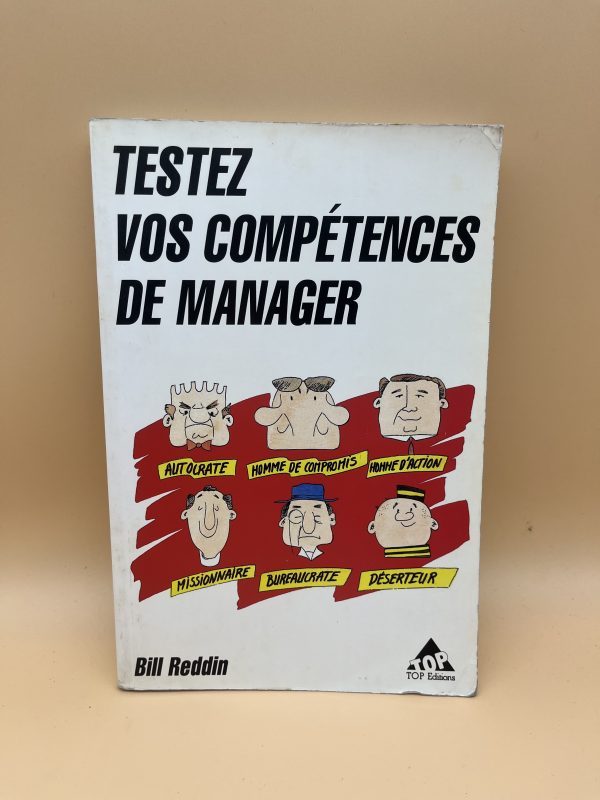 TESTEZ
VOS COMPÉTENCES
DE MANAGER
AUTOCRATE
HOMME DE COMPROMIS
HOMME D'ACTION
MISSIONNAIRE
BUREAUCRATE
DÉSERTEUR
Bill Reddin
TOP
TOP Editions